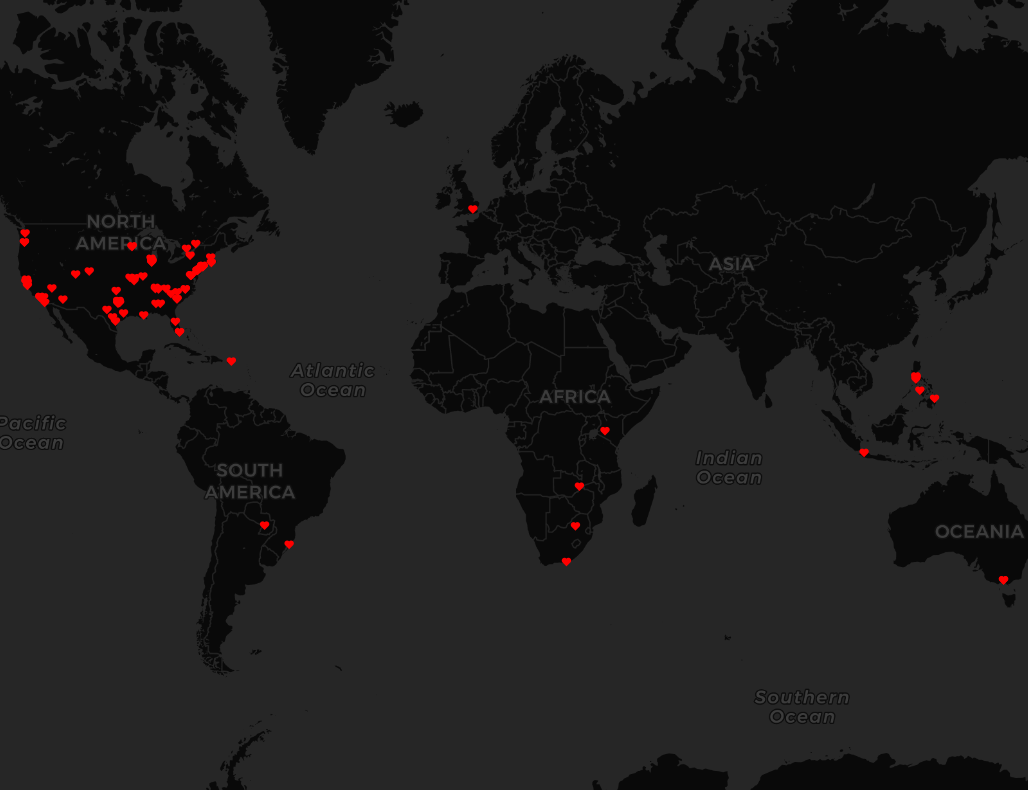 NORTH
AMERICA
ASIA
Atlantic
Ocean
AFRICA
Pacific
Ocean
SOUTH
AMERICA
Indian
Ocean
OCEANIA
Southern
Ocean